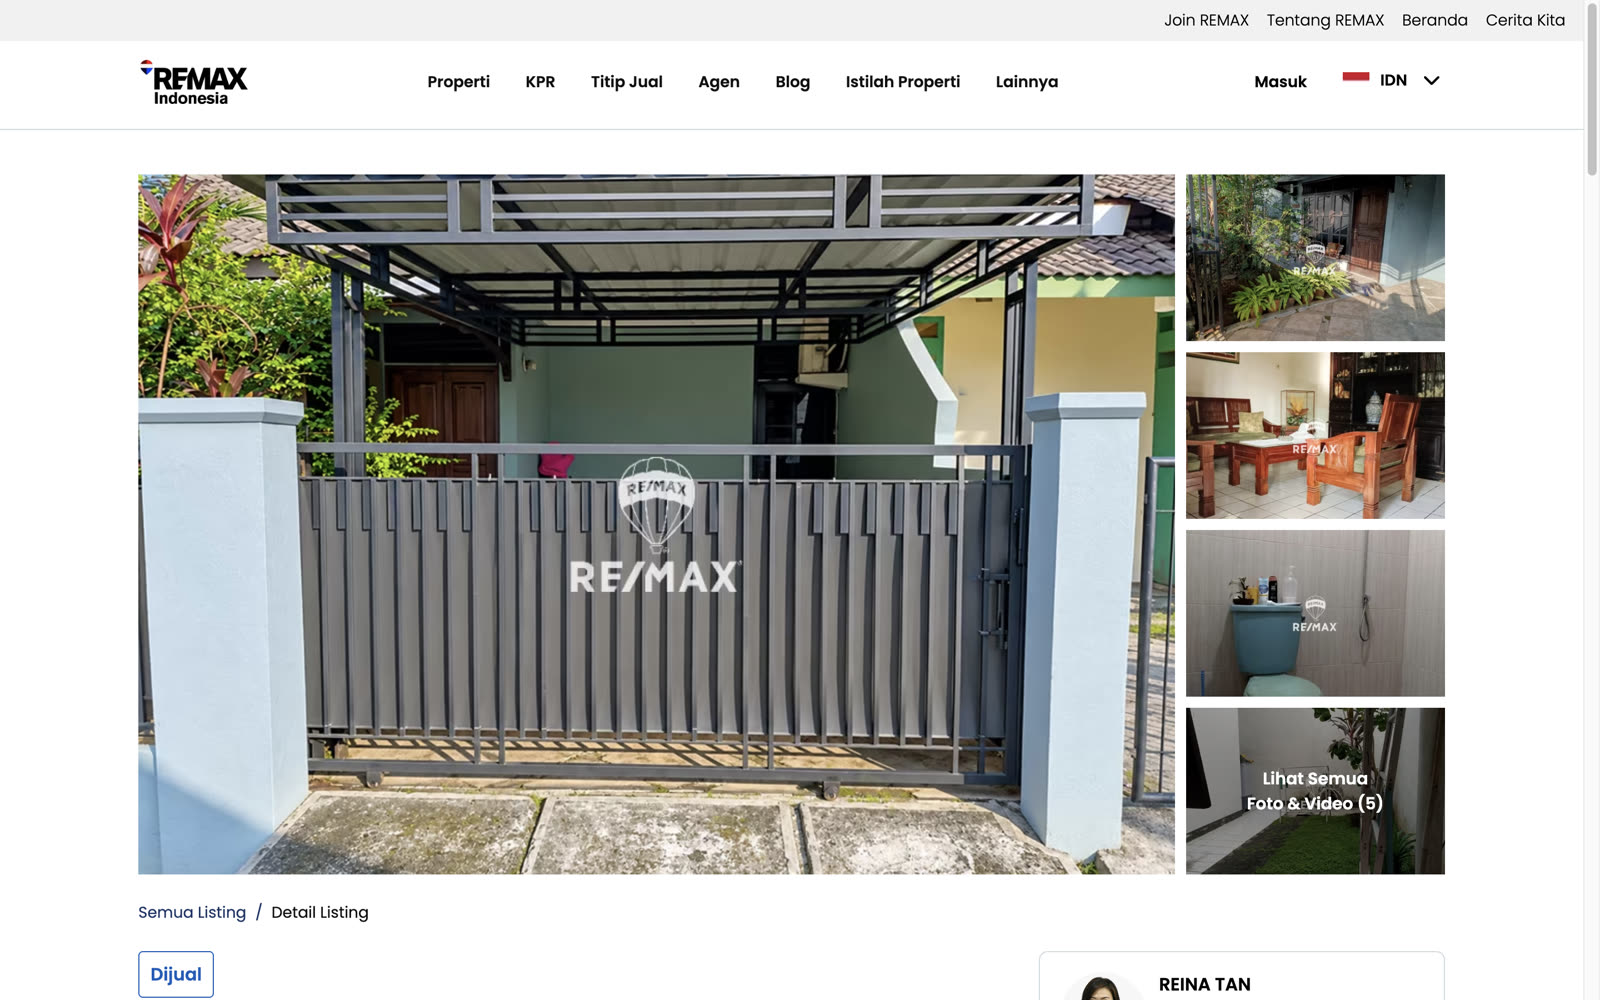 Join REMAX Tentang REMAX Beranda Cerita Kita
REMAX
Indonesia
Properti KPR Titip Jual Agen Blog Istilah Properti Lainnya Masuk IDN
RE/MAX
RE/MAX
RE/MAX
RE/MAX
RE/MAX
RE/MAX
Lihat Semua
Foto & Video (5)
Semua Listing / Detail Listing
Dijual
REINA TAN